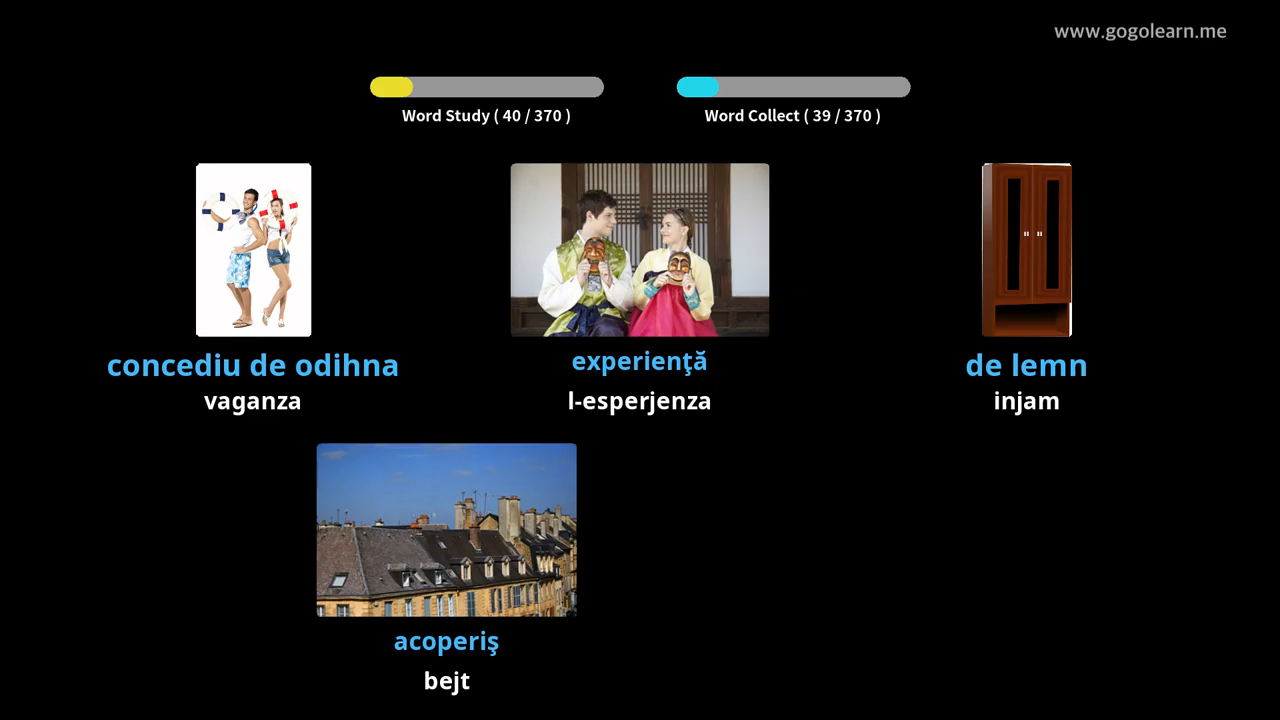 www.gogolearn.me
Word Study ( 40 / 370 )
Word Collect ( 39 / 370 )
concediu de odihna
vaganza
experienţă
l-esperjenza
de lemn
injam
acoperiş
bejt